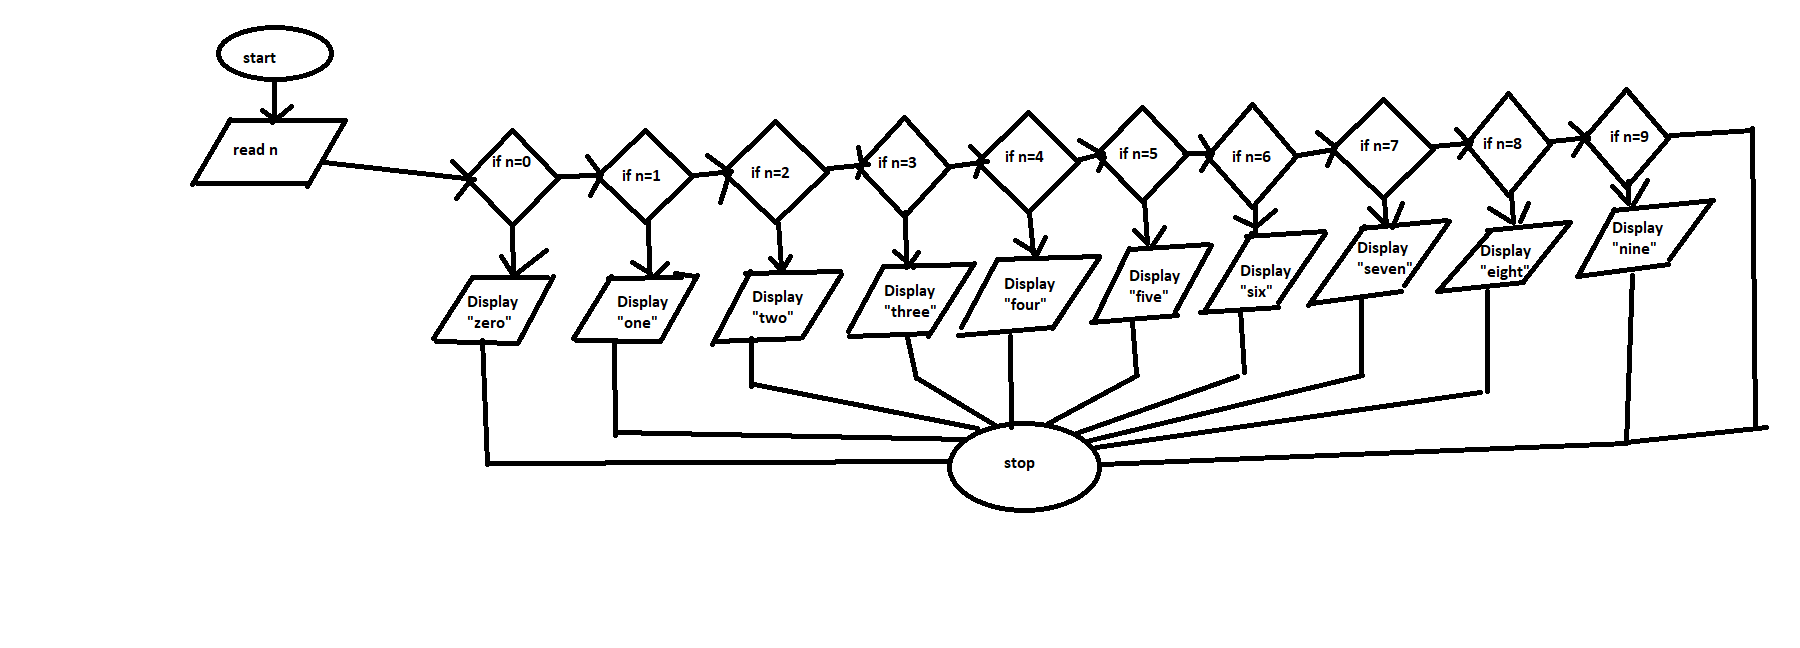 start
read n
if n=0
if n=1
if n=2
if n=3
if n=4
if n=5
if n=6
if n=7
if n=8
if n=9
Display
"zero"
Display
"one"
Display
"two"
Display
"three"
Display
"four"
Display
"five"
Display
"six"
Display
"seven"
Display
"eight"
Display
"nine"
stop